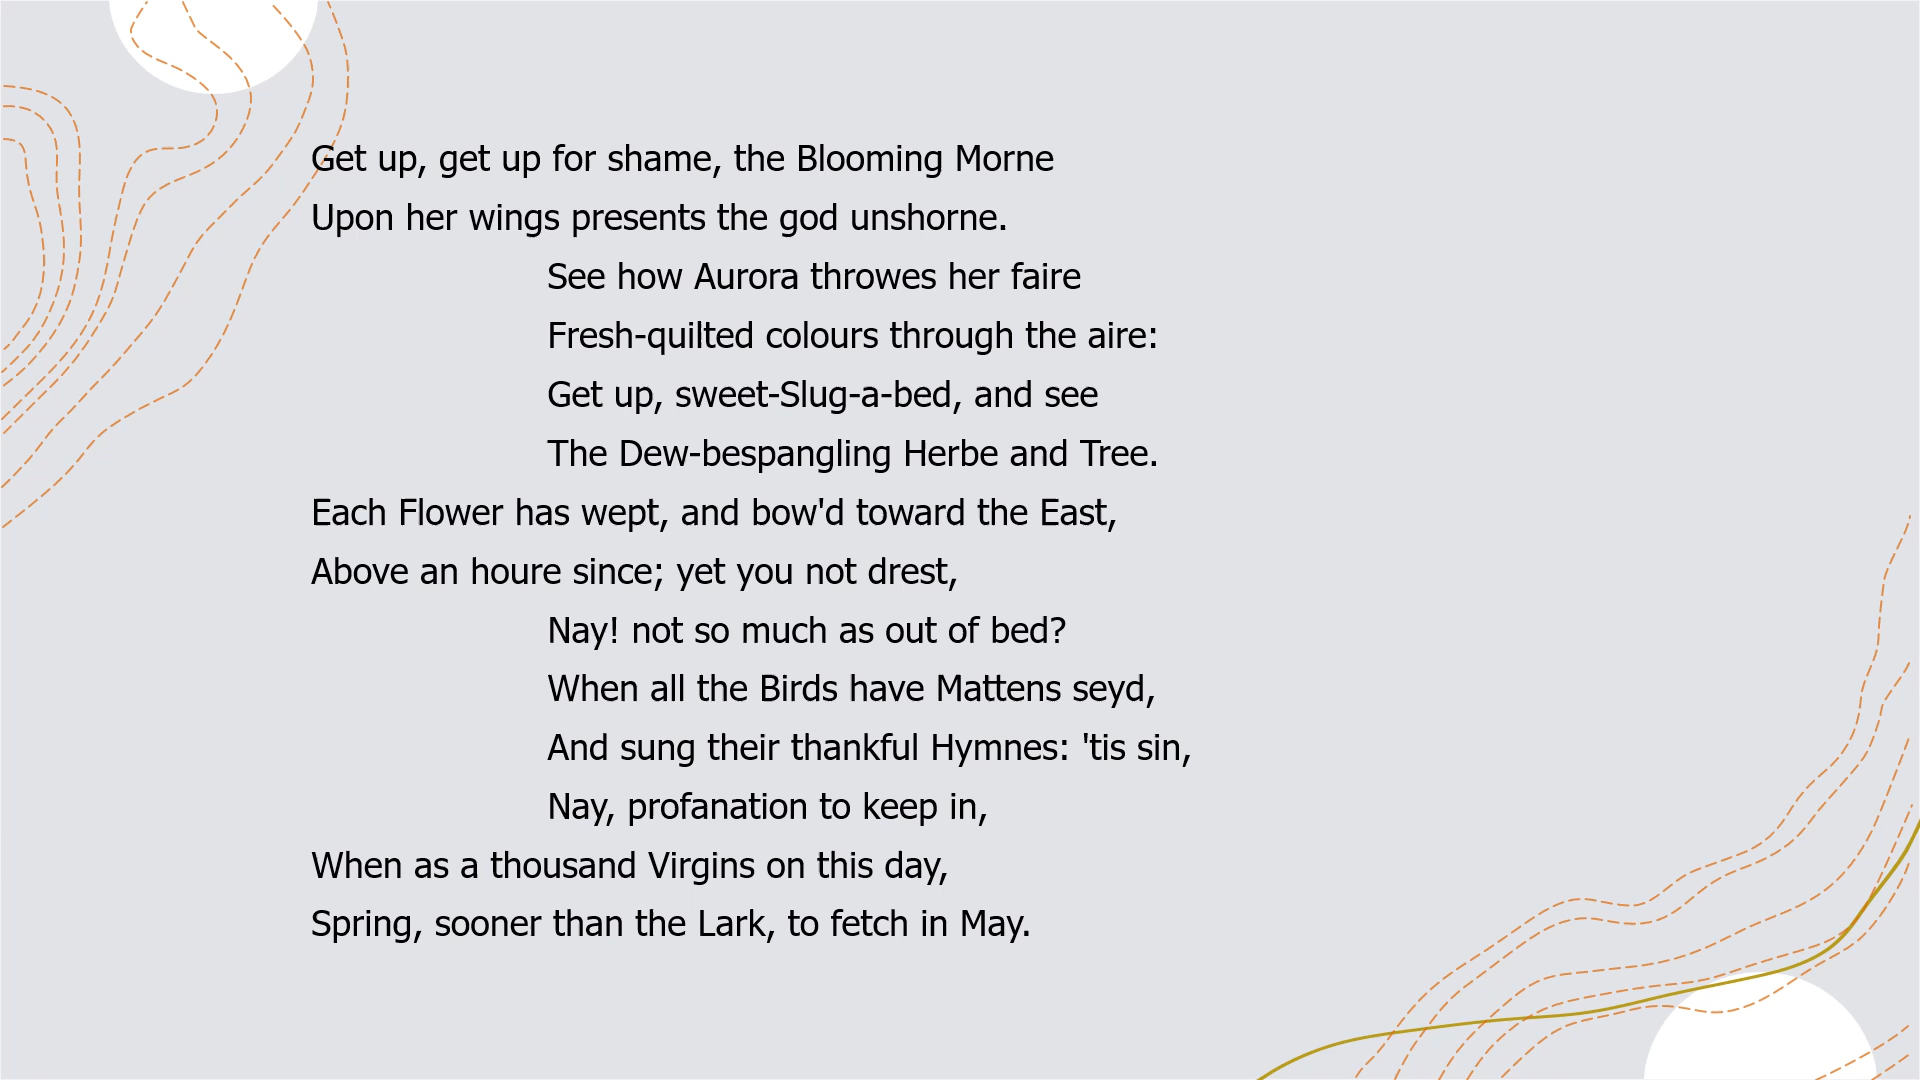 Get up, get up for shame, the Blooming Morne
Upon her wings presents the god unshorne.
See how Aurora throwes her faire
Fresh-quilted colours through the aire:
Get up, sweet-Slug-a-bed, and see
The Dew-bespangling Herbe and Tree.
Each Flower has wept, and bow'd toward the East,
Above an houre since; yet you not drest,
Nay! not so much as out of bed?
When all the Birds have Mattens seyd,
And sung their thankful Hymnes: 'tis sin,
Nay, profanation to keep in,
When as a thousand Virgins on this day,
Spring, sooner than the Lark, to fetch in May.